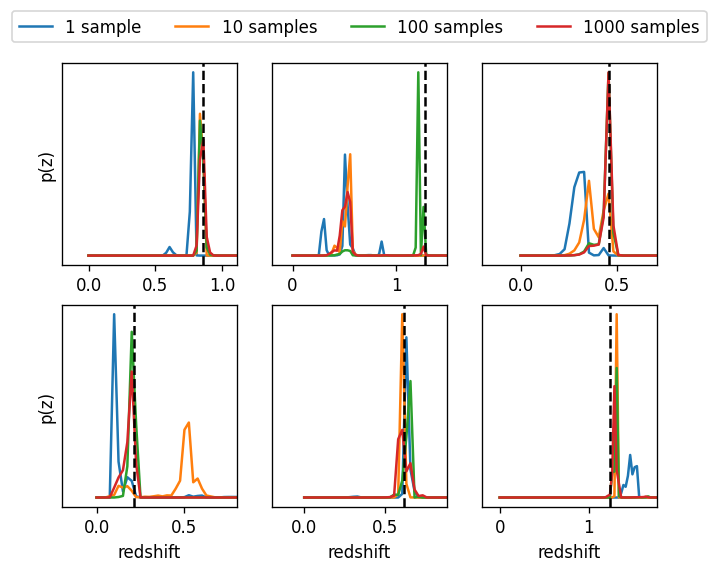 1 sample 10 samples 100 samples 1000 samples
p(z)
0.0 0.5 1.0 0 1 0.0 0.5
p(z)
0.0 0.5 0.0 0.5 0 1
redshift redshift redshift